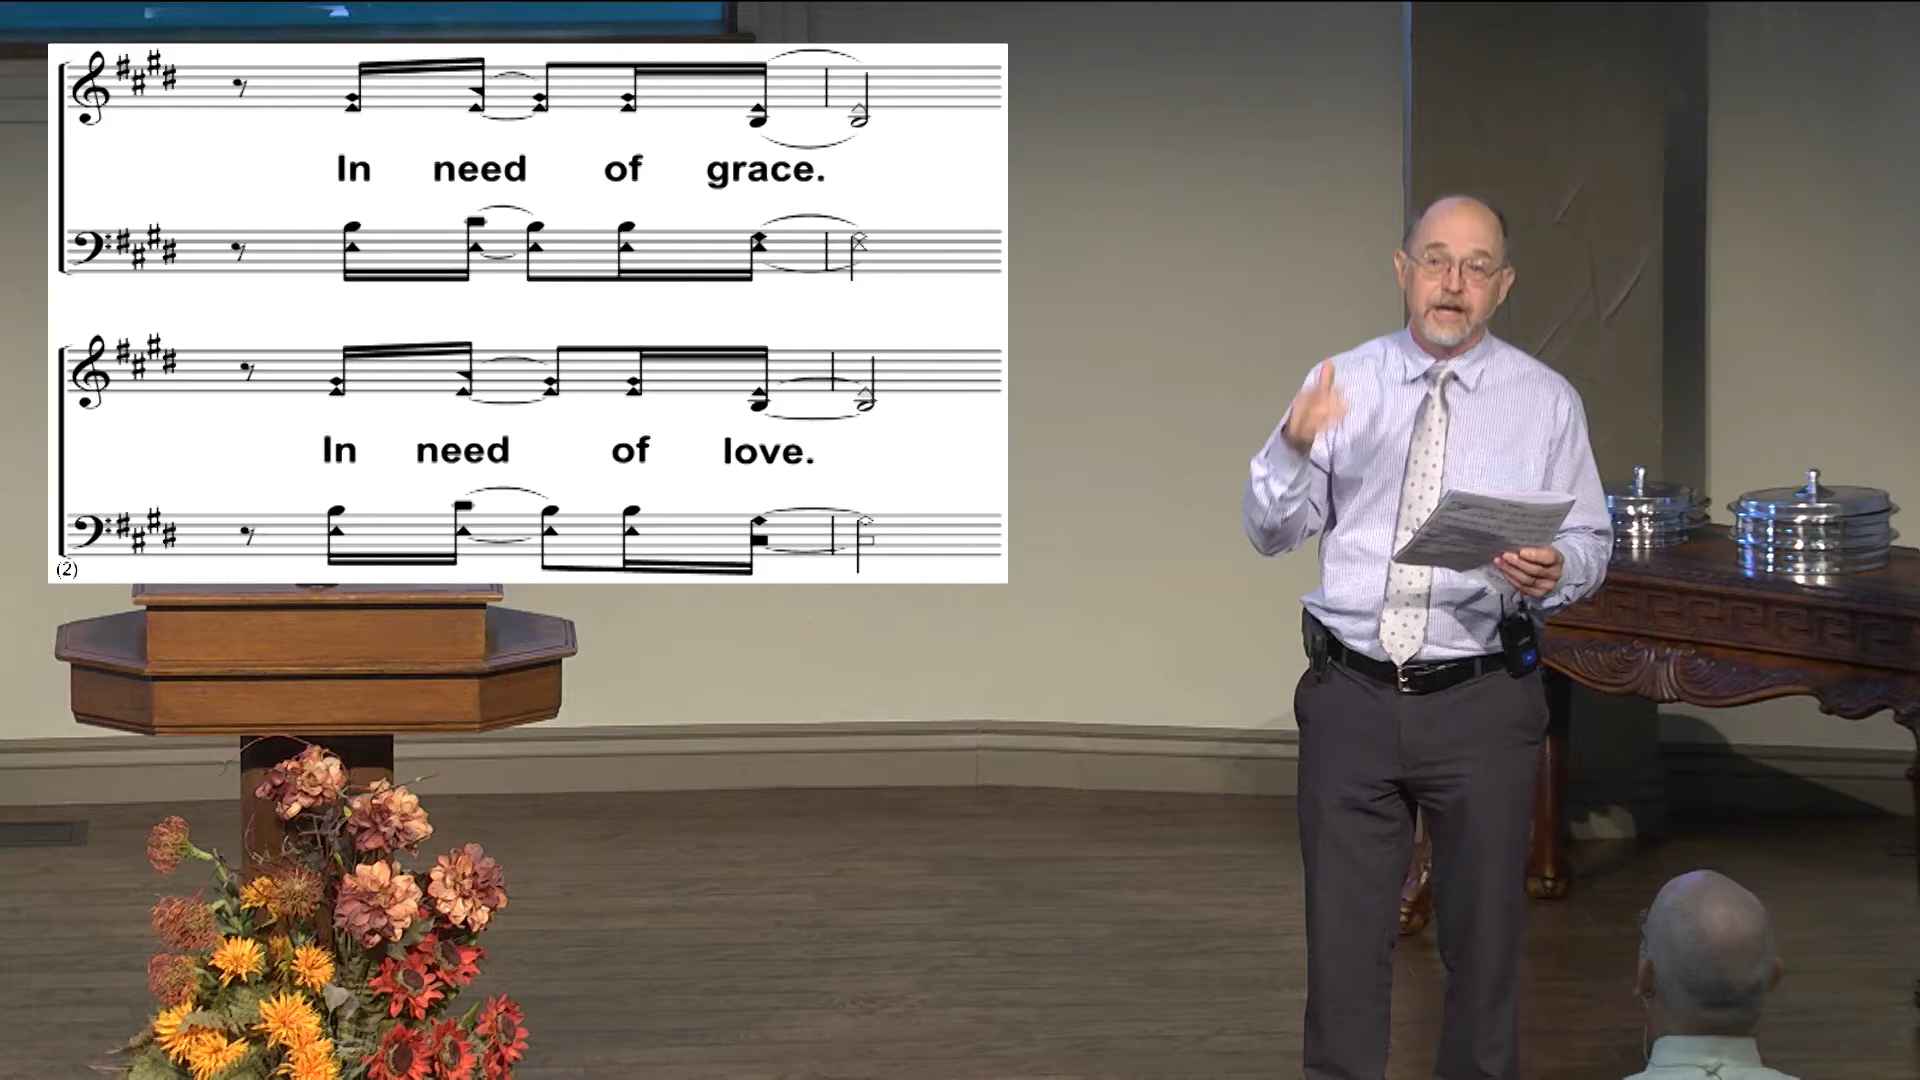 In need of grace.
In need of love.
(2)